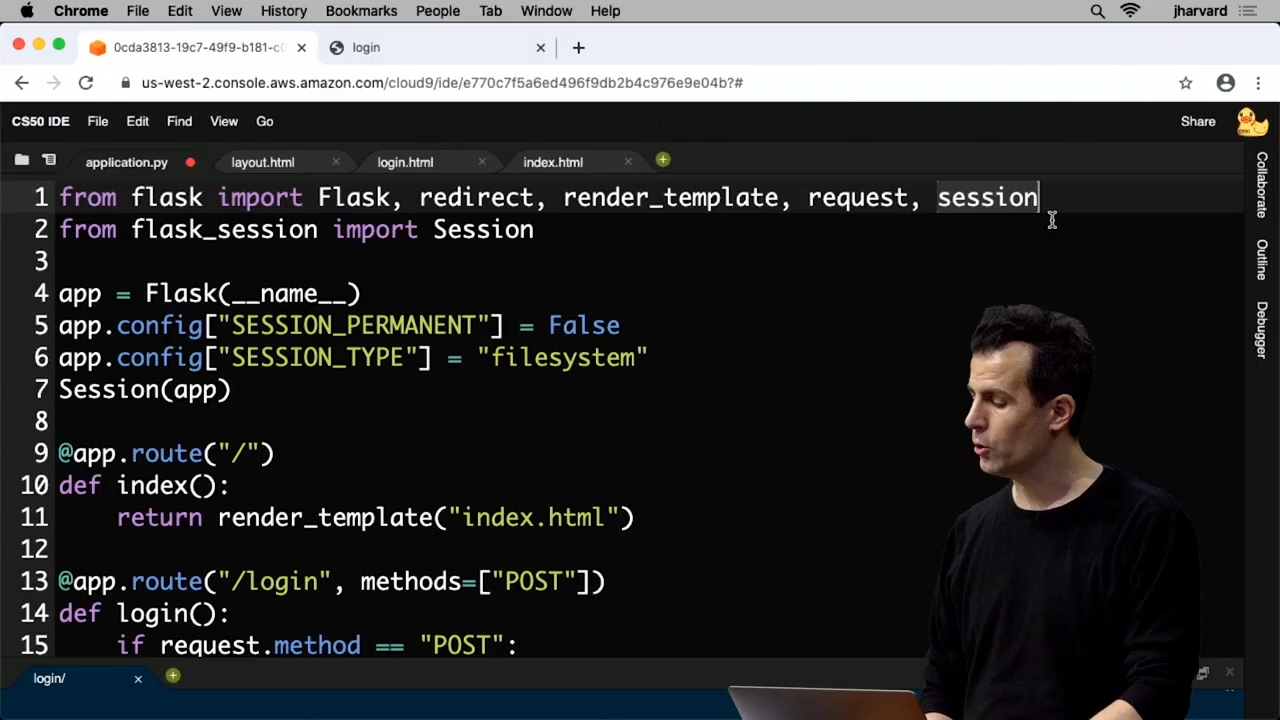 Chrome File Edit View History Bookmarks People Tab Window Help jharvard
0cda3813-19c7-49f9-b181-c
login
us-west-2.console.aws.amazon.com/cloud9/ide/e770c7f5a6ed496f9db2b4c976e9e04b?#
CS50 IDE File Edit Find View Go Share
application.py layout.html login.html index.html
1 from flask import Flask, redirect, render_template, request, session
2 from flask_session import Session
3
4 app = Flask(__name__)
5 app.config["SESSION_PERMANENT"] = False
6 app.config["SESSION_TYPE"] = "filesystem"
7 Session(app)
8
9 @app.route("/")
10 def index():
11 return render_template("index.html")
12
13 @app.route("/login", methods=["POST"])
14 def login():
15 if request.method == "POST":
login/
Collaborate
Outline
Debugger